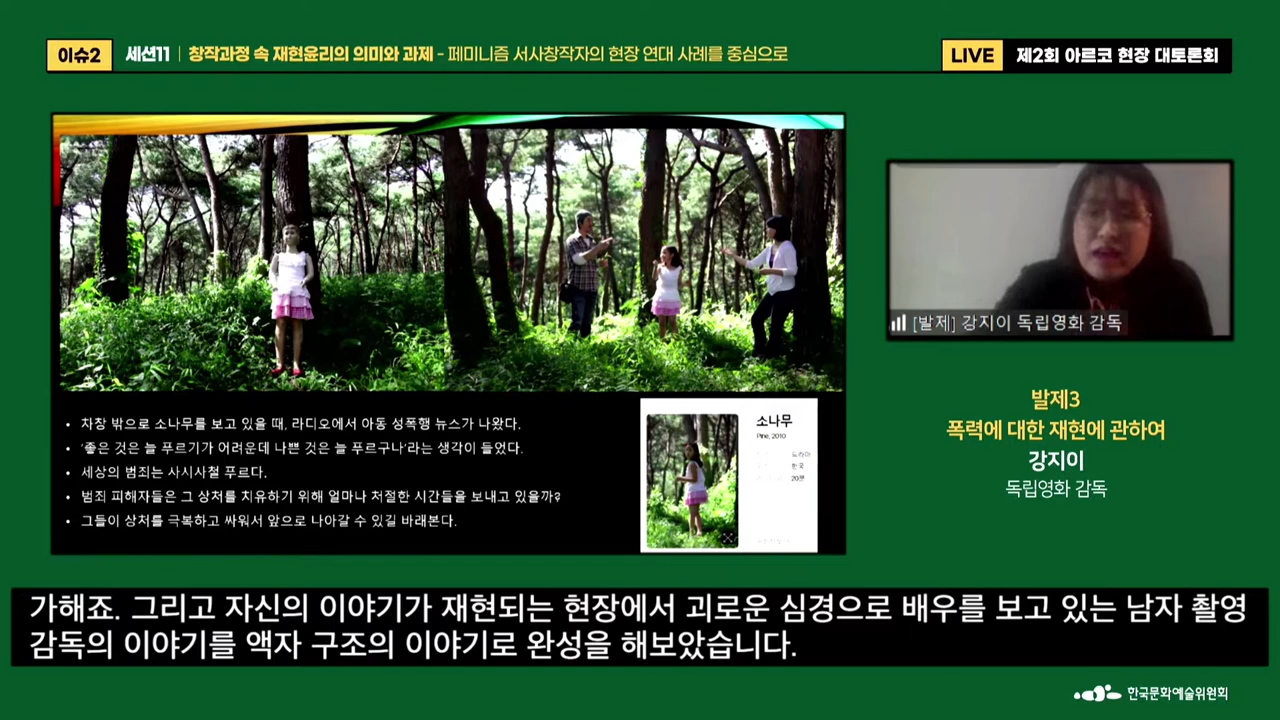 이슈2 세션11 | 창작과정 속 재현윤리의 의미와 과제 - 페미니즘 서사창작자의 현장 연대 사례를 중심으로
LIVE 제2회 아르코 현장 대토론회
[발제] 강지이 독립영화 감독
발제3
폭력에 대한 재현에 관하여
강지이
독립영화 감독
• 차창 밖으로 소나무를 보고 있을 때, 라디오에서 아동 성폭행 뉴스가 나왔다.
• '좋은 것은 늘 푸르기가 어려운데 나쁜 것은 늘 푸르구나'라는 생각이 들었다.
• 세상의 범죄는 사시사철 푸르다.
• 범죄 피해자들은 그 상처를 치유하기 위해 얼마나 처절한 시간들을 보내고 있을까?
• 그들이 상처를 극복하고 싸워서 앞으로 나아갈 수 있길 바래본다.
소나무
Pine, 2010
드라마
한국
20분
가해죠. 그리고 자신의 이야기가 재현되는 현장에서 괴로운 심경으로 배우를 보고 있는 남자 촬영
감독의 이야기를 액자 구조의 이야기로 완성을 해보았습니다.
한국문화예술위원회